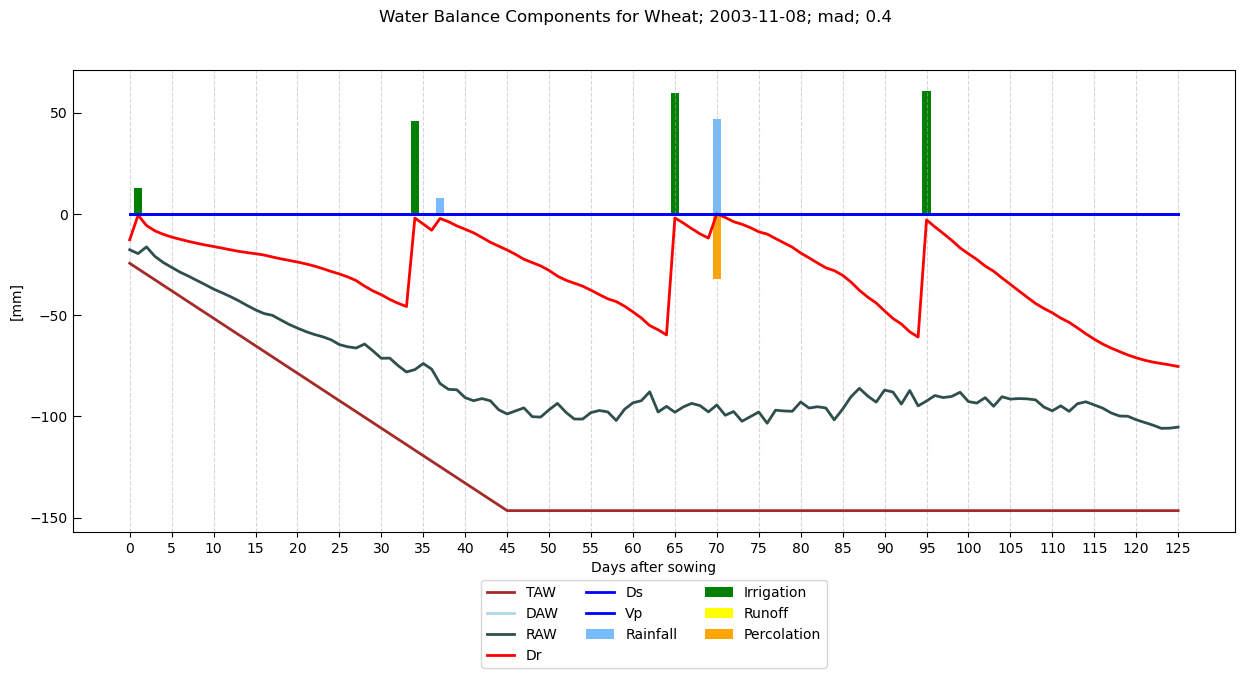 Water Balance Components for Wheat; 2003-11-08; mad; 0.4
[mm]
50
0
−50
−100
−150
0 5 10 15 20 25 30 35 40 45 50 55 60 65 70 75 80 85 90 95 100 105 110 115 120 125
Days after sowing
TAW
DAW
RAW
Dr
Ds
Vp
Rainfall
Irrigation
Runoff
Percolation